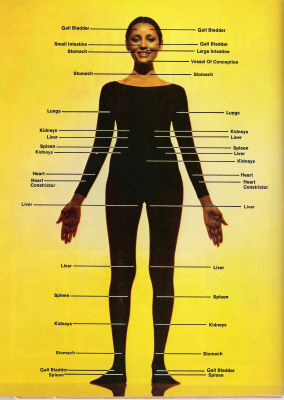 Gall Bladder Gall Bladder
Small Intestine Gall Bladder
Stomach Large Intestine
Vessel Of Conception
Stomach Stomach
Lungs Lungs
Kidneys Kidneys
Liver Liver
Spleen Spleen
Kidneys Liver
Kidneys
Heart Heart
Heart Heart
Constrictor Constrictor
Liver Liver
Liver Liver
Spleen Spleen
Kidneys Kidneys
Stomach Stomach
Gall Bladder Gall Bladder
Spleen Spleen